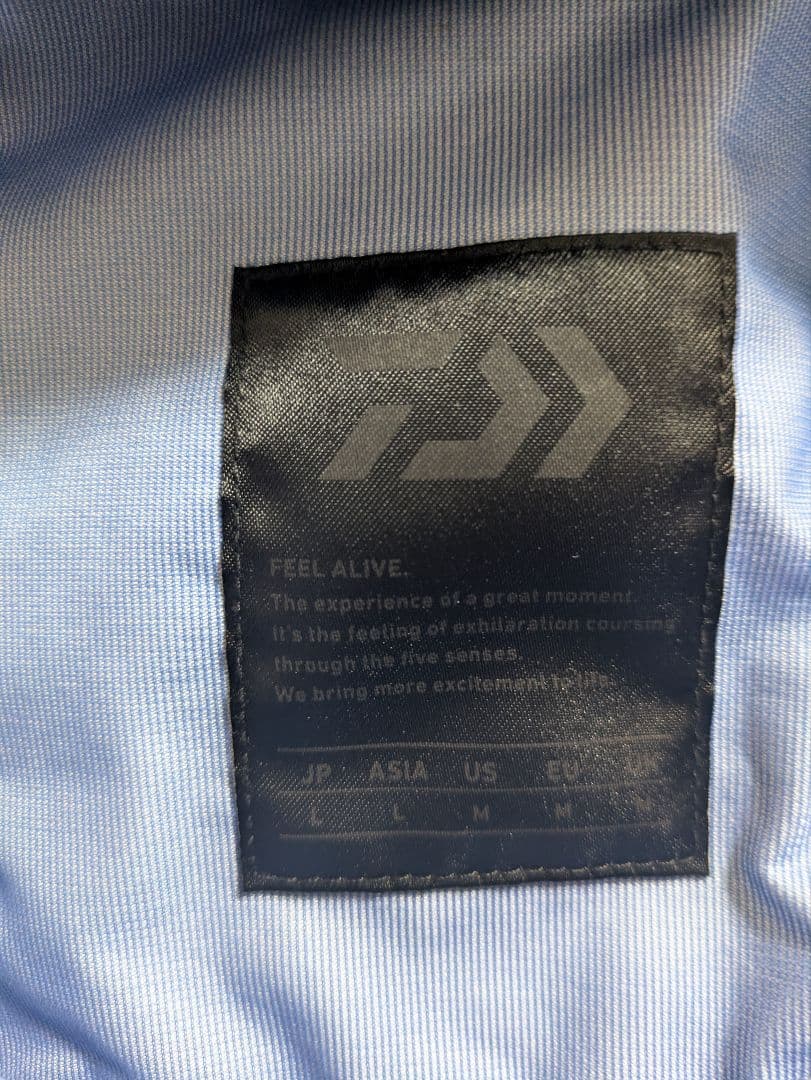 FEEL ALIVE.
The experience of a great moment.
It's the feeling of exhilaration coursing
through the five senses.
We bring more excitement to life.
JP ASIA US EU UK
L L M M M